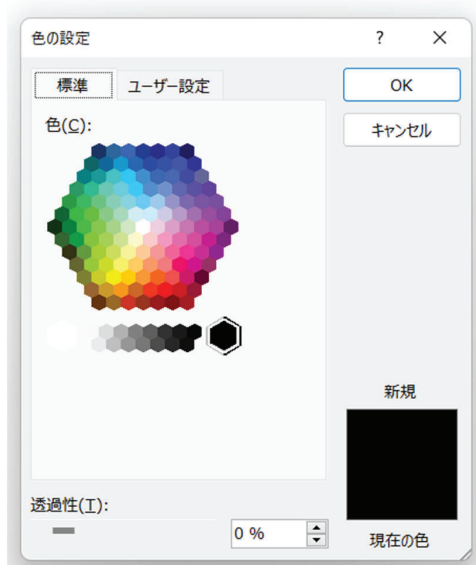 色の設定 ?
標準 ユーザー設定
OK
色(C):
キャンセル
新規
透過性(T):
0 %
現在の色